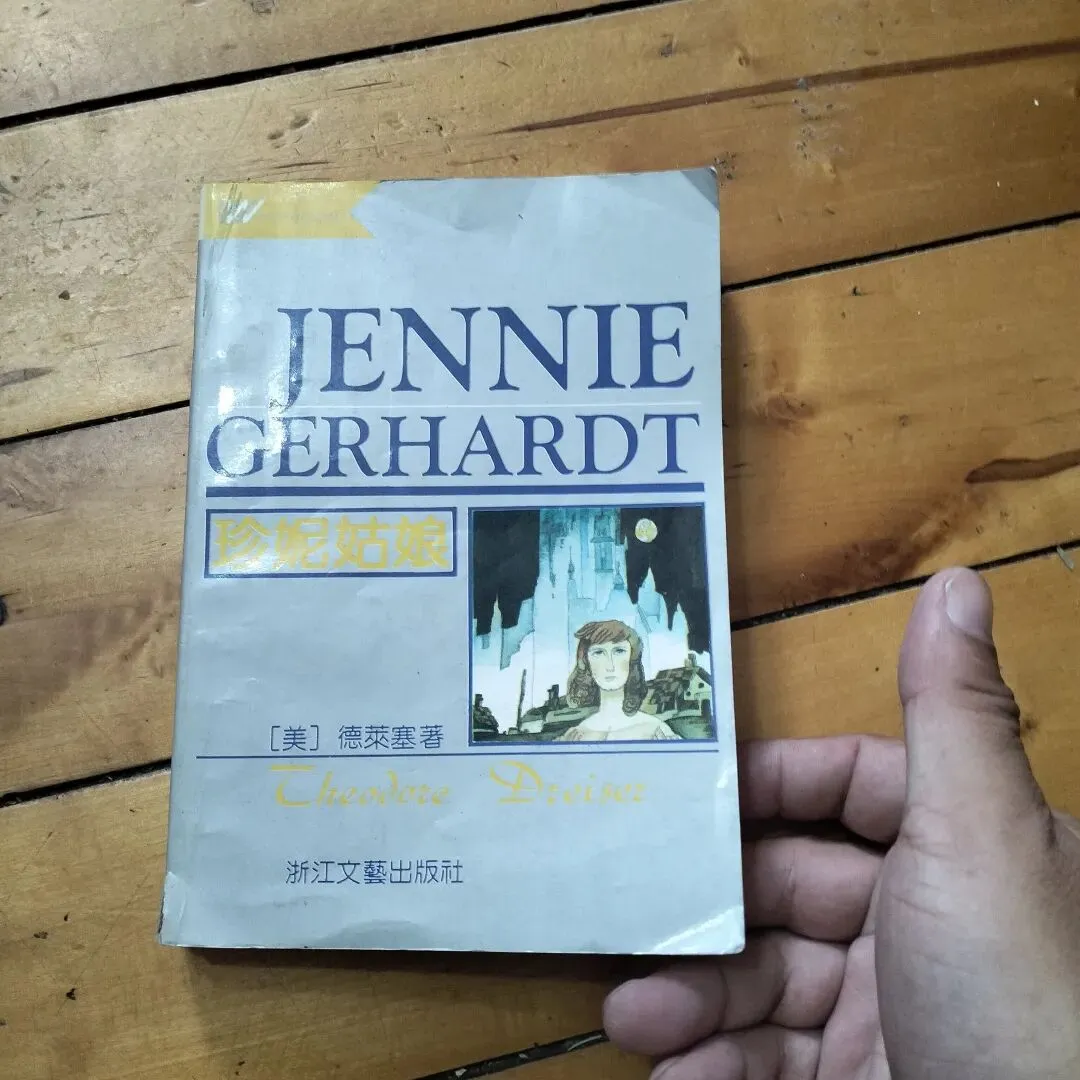 JENNIE
GERHARDT
珍妮姑娘
[美] 德萊塞著
Theodore Dreiser
浙江文藝出版社